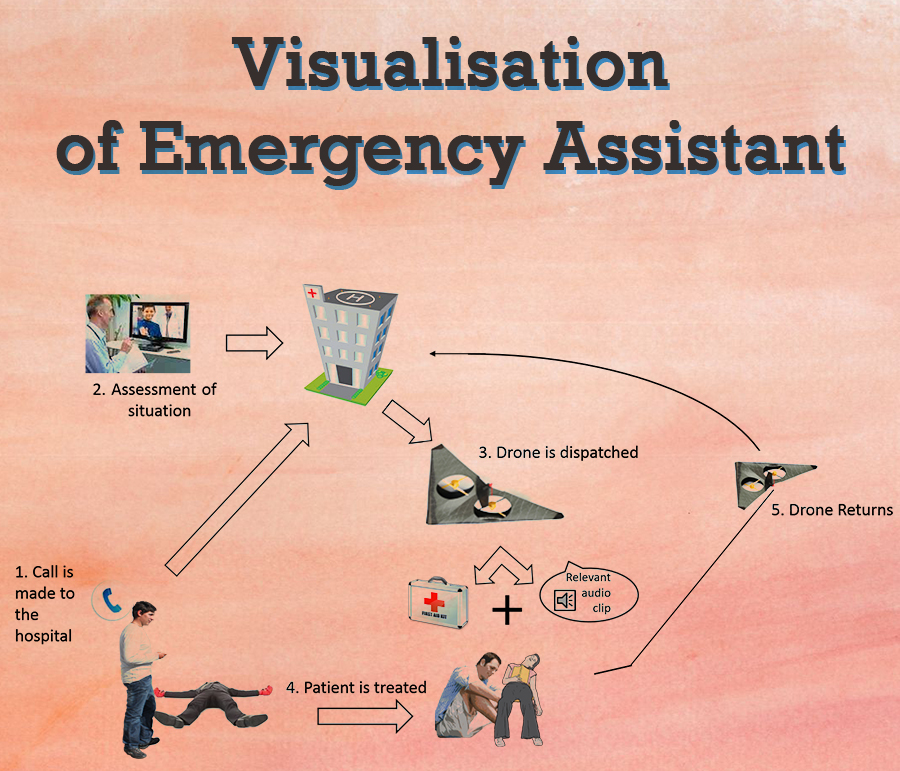 Visualisation
of Emergency Assistant
2. Assessment of
situation
3. Drone is dispatched
5. Drone Returns
1. Call is
made to
the
hospital
Relevant
audio
clip
FIRST AID KIT
+
4. Patient is treated
H